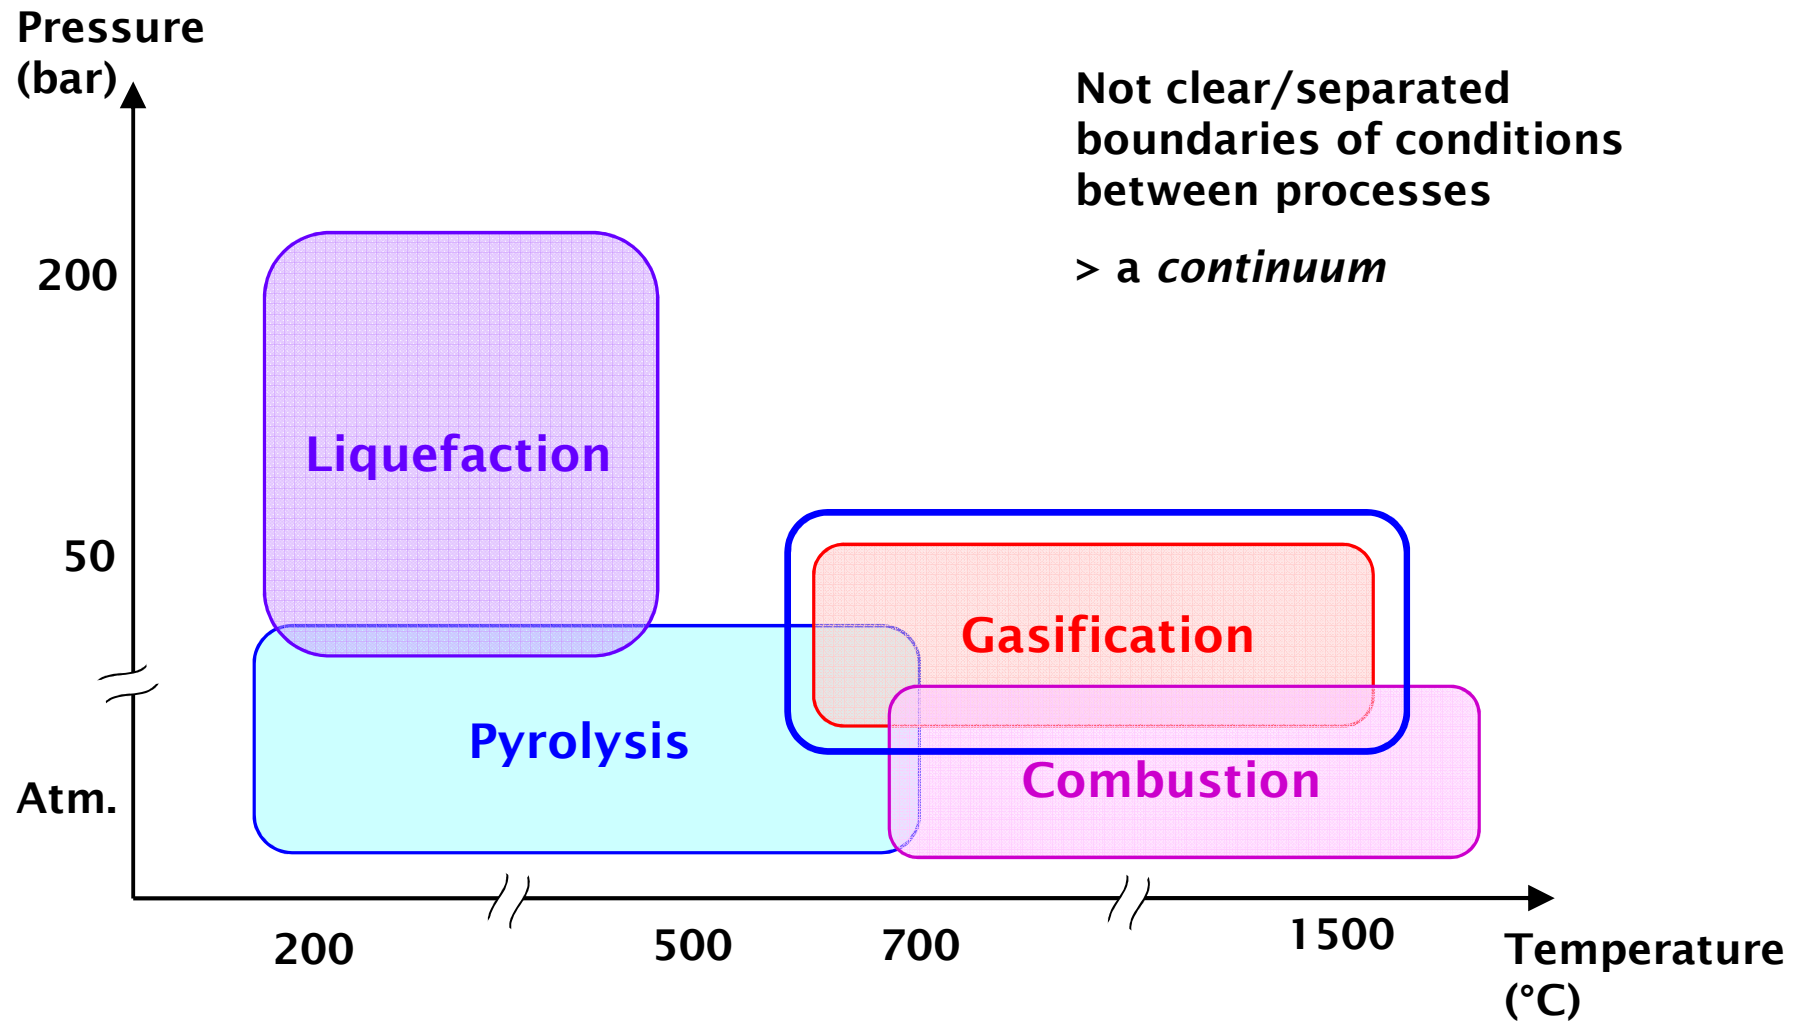 Pressure
(bar)
Not clear/separated
boundaries of conditions
between processes
> a continuum
200
Liquefaction
50
Gasification
Pyrolysis
Combustion
Atm.
200
500
700
1500
Temperature
(°C)